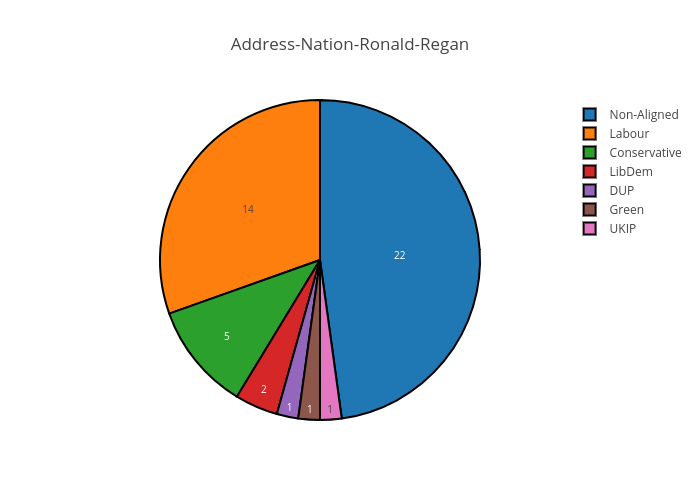 Address-Nation-Ronald-Regan
Non-Aligned
Labour
Conservative
LibDem
DUP
Green
UKIP
14
22
5
2
1
1
1